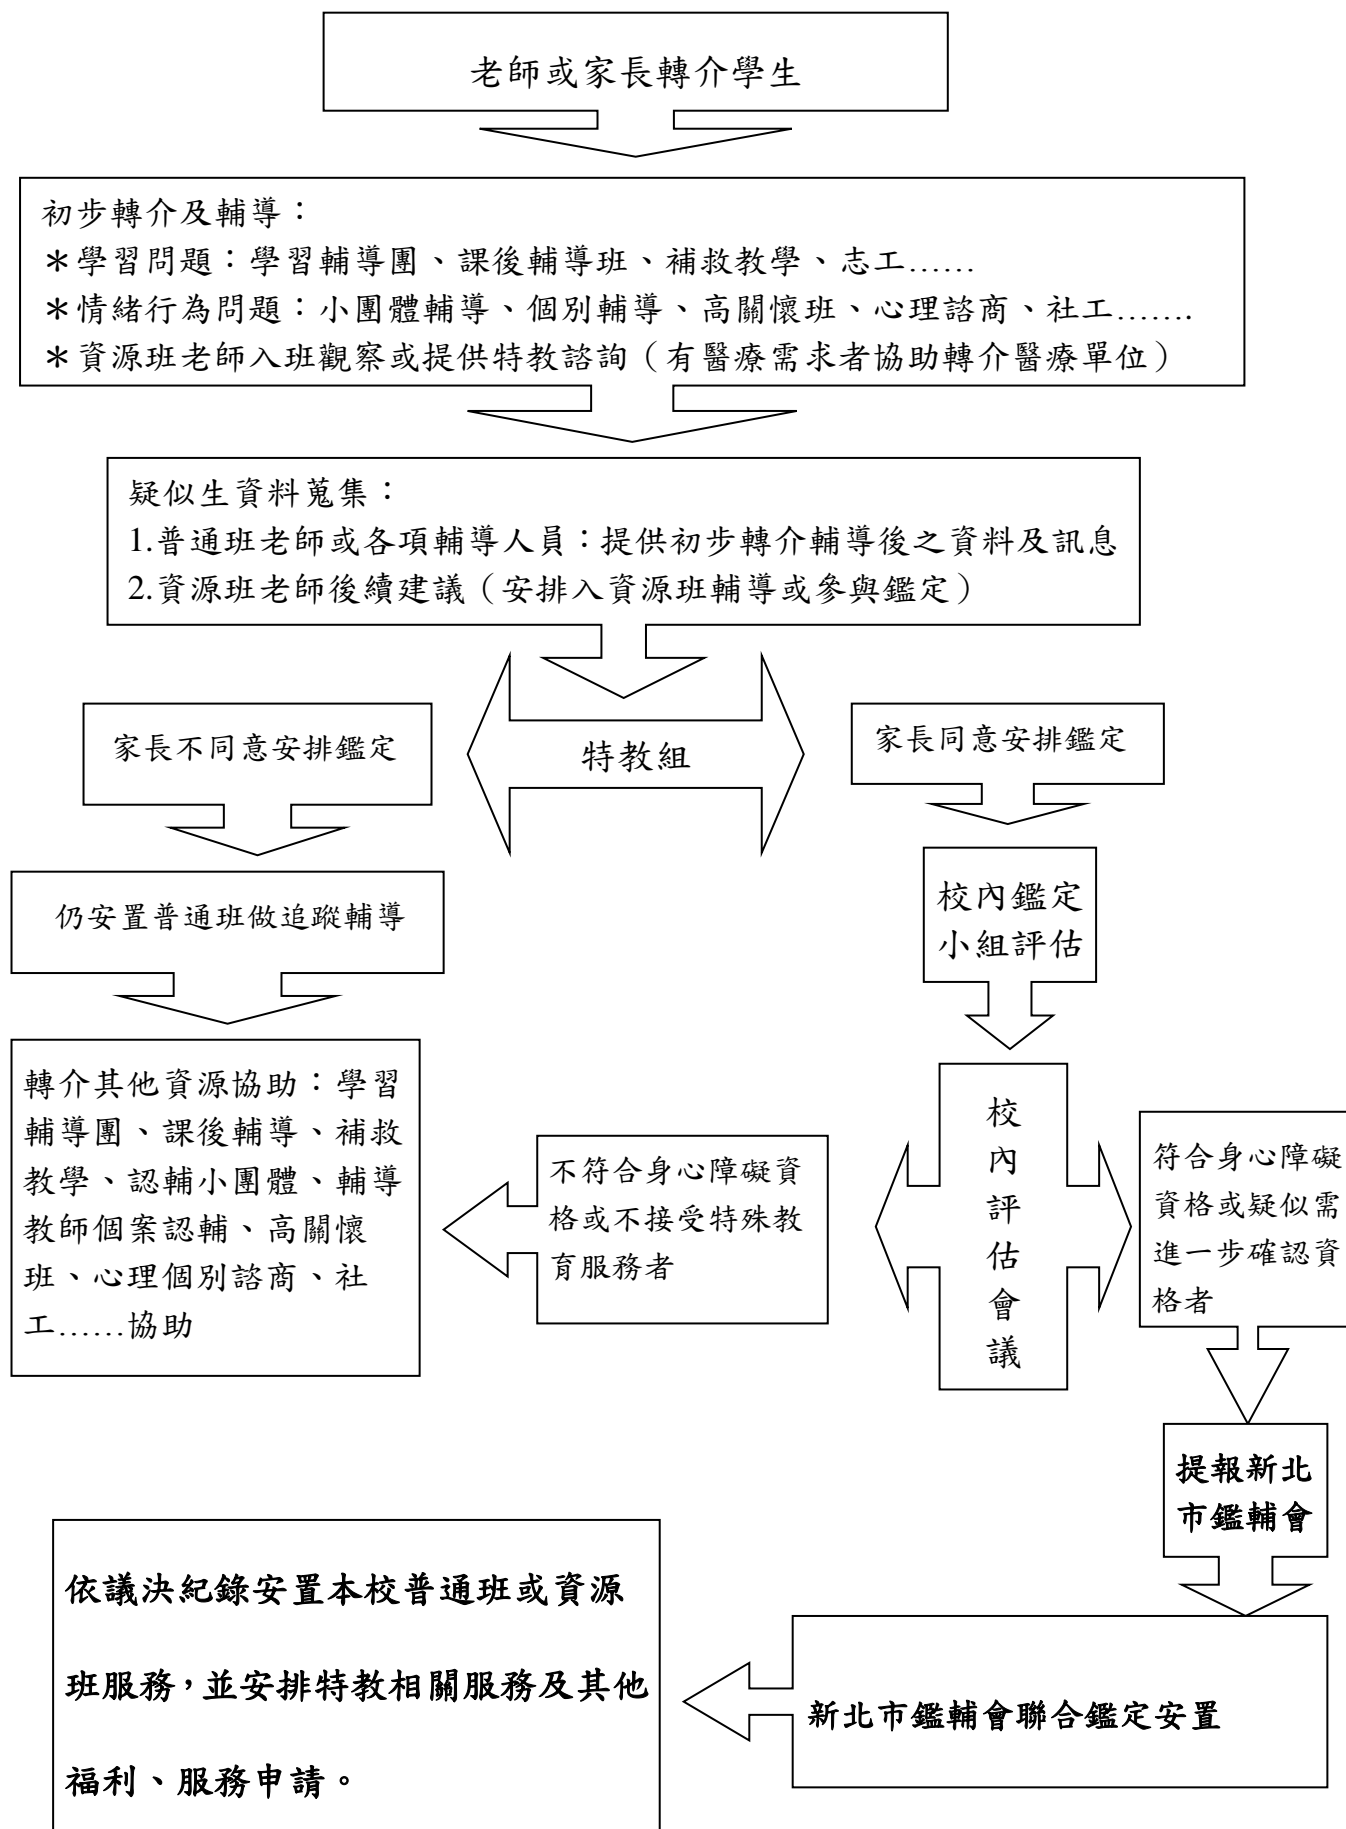 老師或家長轉介學生
初步轉介及輔導：
＊學習問題：學習輔導團、課後輔導班、補救教學、志工……
＊情緒行為問題：小團體輔導、個別輔導、高關懷班、心理諮商、社工…….
＊資源班老師入班觀察或提供特教諮詢（有醫療需求者協助轉介醫療單位）
疑似生資料蒐集：
1.普通班老師或各項輔導人員：提供初步轉介輔導後之資料及訊息
2.資源班老師後續建議（安排入資源班輔導或參與鑑定）
家長不同意安排鑑定
特教組
家長同意安排鑑定
仍安置普通班做追蹤輔導
校內鑑定
小組評估
轉介其他資源協助：學習
輔導團、課後輔導、補救
教學、認輔小團體、輔導
教師個案認輔、高關懷
班、心理個別諮商、社
工……協助
不符合身心障礙資
格或不接受特殊教
育服務者
校
內
評
估
會
議
符合身心障礙
資格或疑似需
進一步確認資
格者
提報新北
市鑑輔會
依議決紀錄安置本校普通班或資源
班服務，並安排特教相關服務及其他
福利、服務申請。
新北市鑑輔會聯合鑑定安置